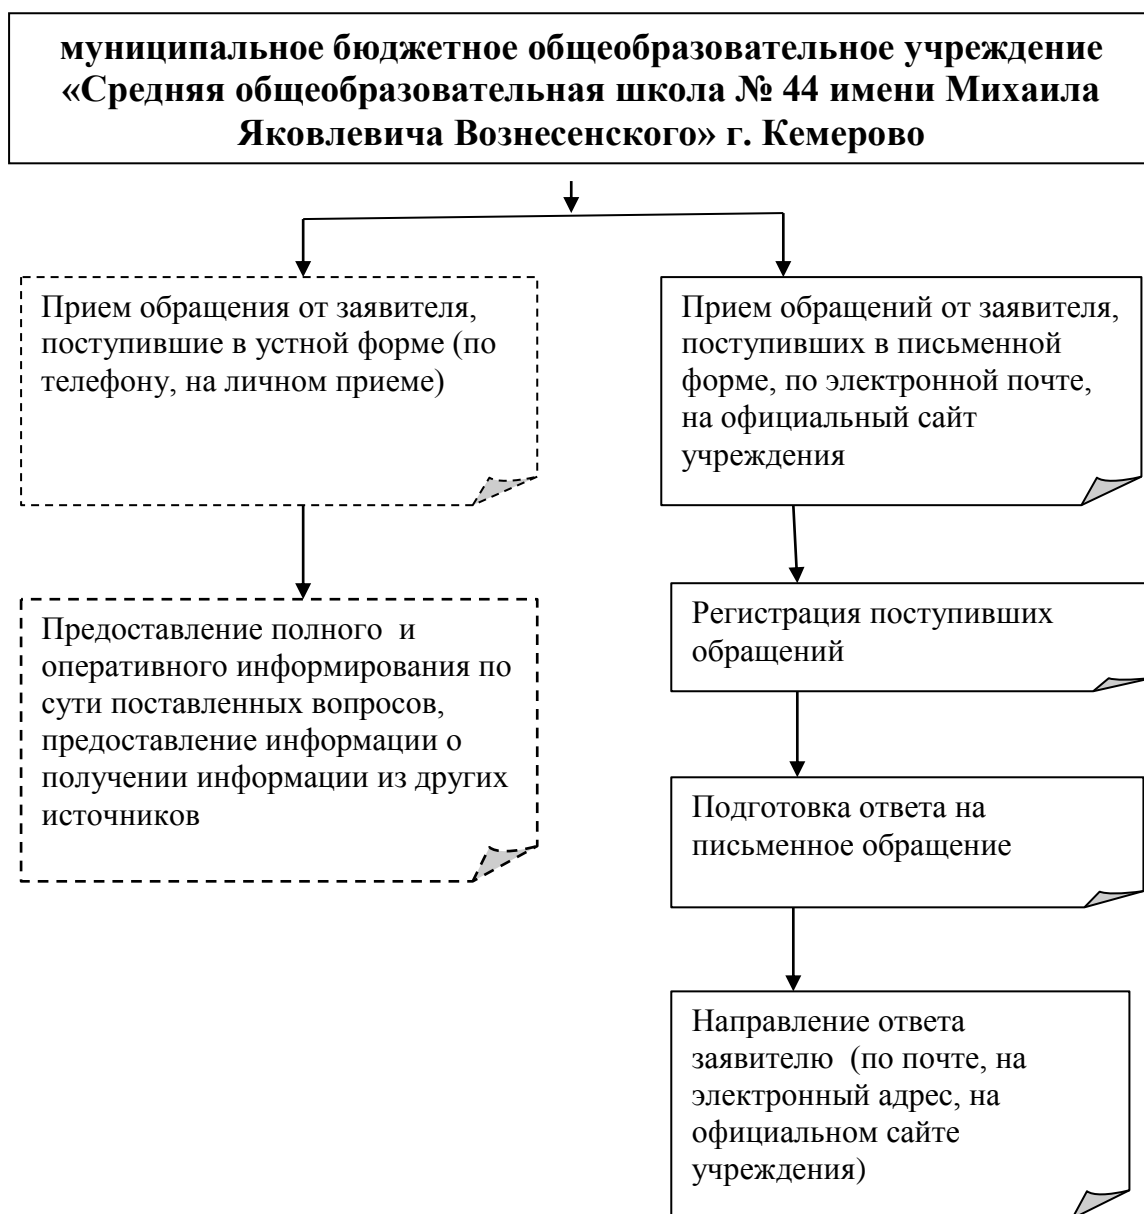 муниципальное бюджетное общеобразовательное учреждение
«Средняя общеобразовательная школа № 44 имени Михаила
Яковлевича Вознесенского» г. Кемерово
Прием обращения от заявителя,
поступившие в устной форме (по
телефону, на личном приеме)
Прием обращений от заявителя,
поступивших в письменной
форме, по электронной почте,
на официальный сайт
учреждения
Предоставление полного  и
оперативного информирования по
сути поставленных вопросов,
предоставление информации о
получении информации из других
источников
Регистрация поступивших
обращений
Подготовка ответа на
письменное обращение
Направление ответа
заявителю  (по почте, на
электронный адрес, на
официальном сайте
учреждения)